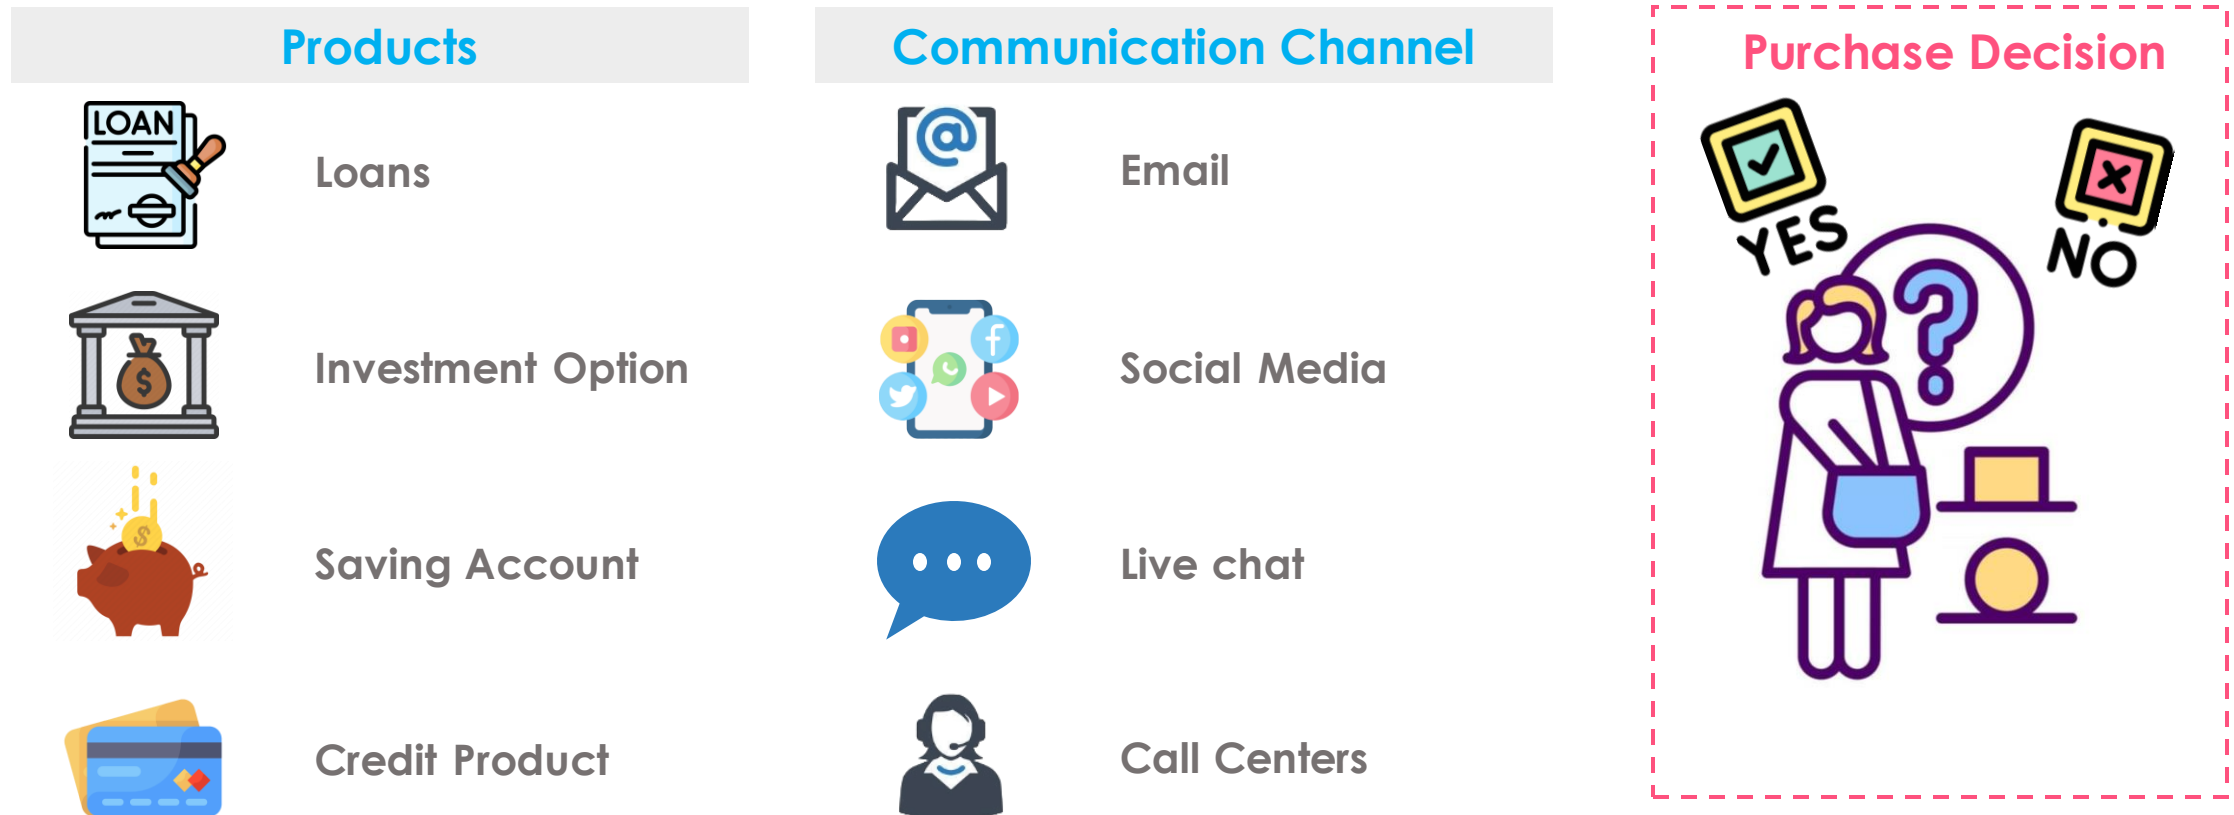 Products
LOAN
Loans
Investment Option
Saving Account
Credit Product
Communication Channel
Email
Social Media
Live chat
Call Centers
Purchase Decision
YES
NO